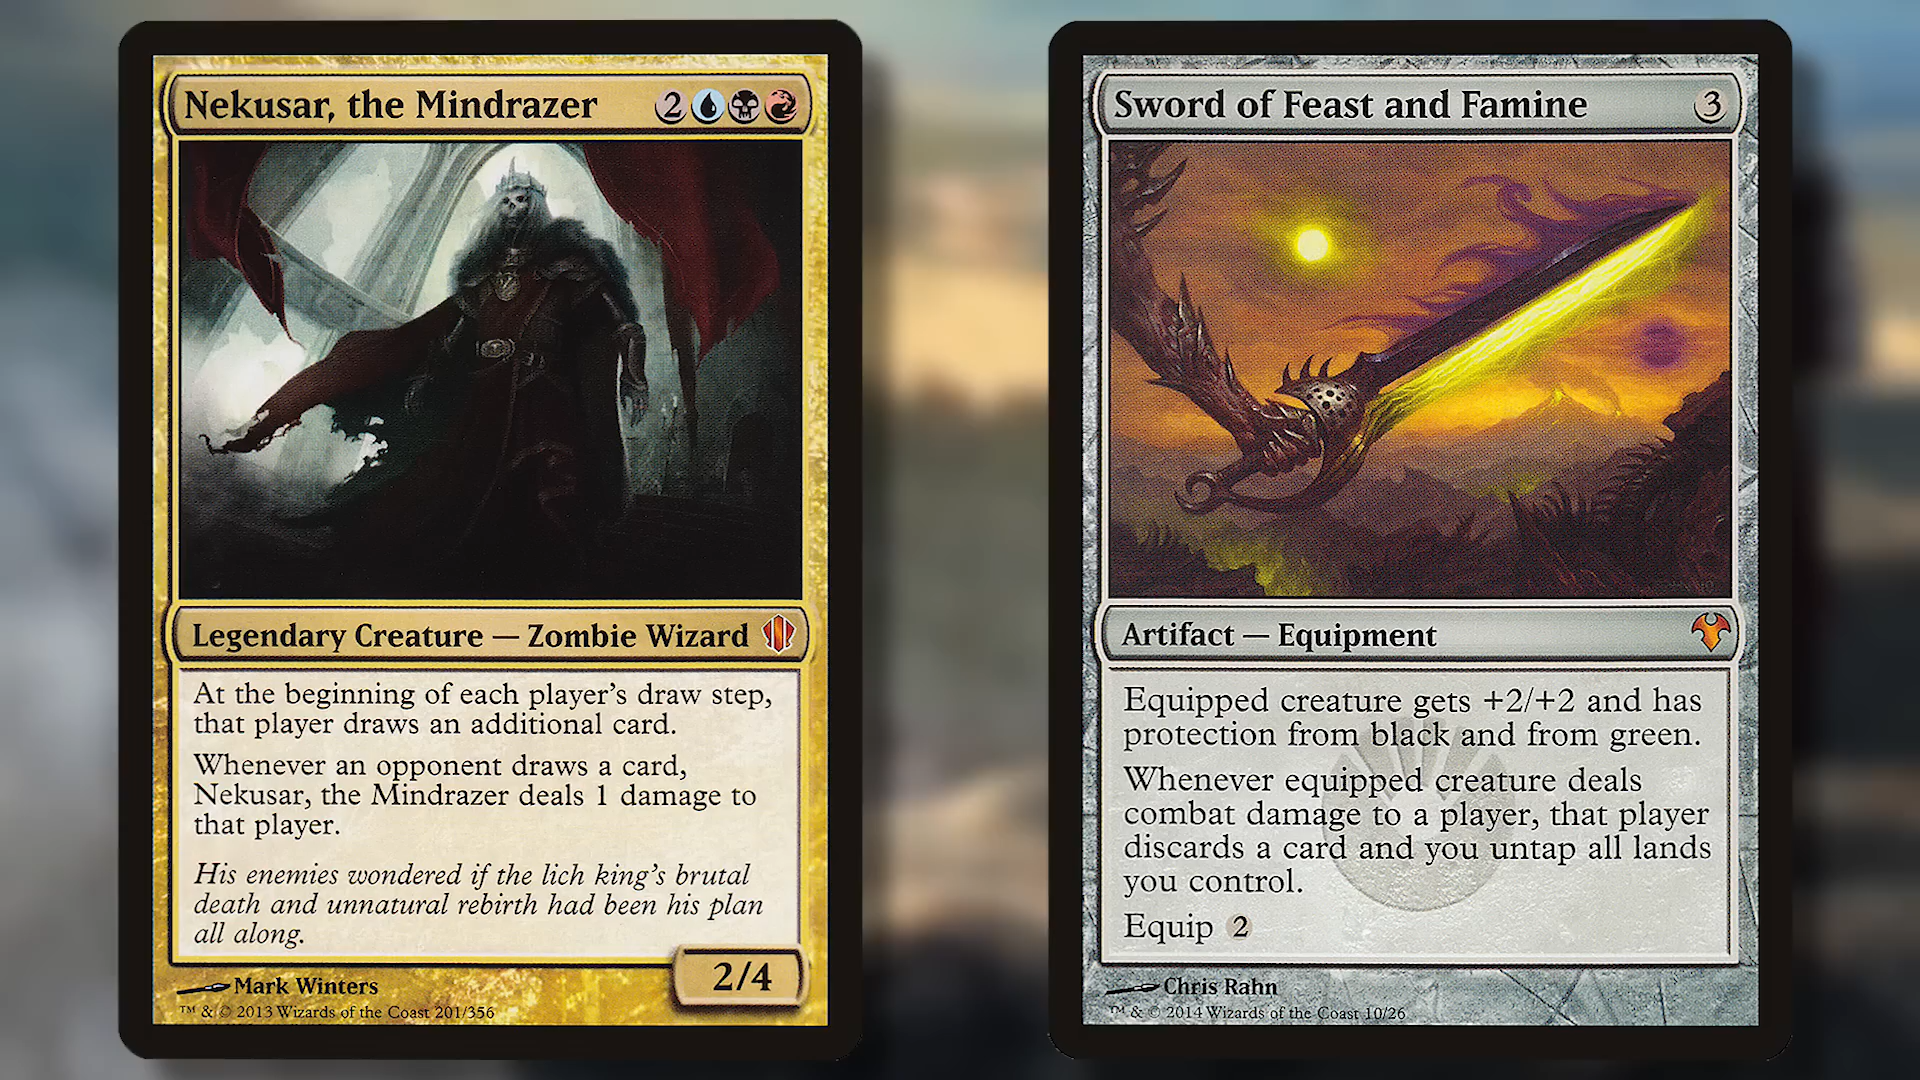 Nekusar, the Mindrazer 2
Legendary Creature — Zombie Wizard
At the beginning of each player's draw step,
that player draws an additional card.
Whenever an opponent draws a card,
Nekusar, the Mindrazer deals 1 damage to
that player.
His enemies wondered if the lich king's brutal
death and unnatural rebirth had been his plan
all along.
2/4
Mark Winters
™ & © 2013 Wizards of the Coast 201/356
Sword of Feast and Famine 3
Artifact — Equipment
Equipped creature gets +2/+2 and has
protection from black and from green.
Whenever equipped creature deals
combat damage to a player, that player
discards a card and you untap all lands
you control.
Equip 2
Chris Rahn
™ & © 2014 Wizards of the Coast 10/26